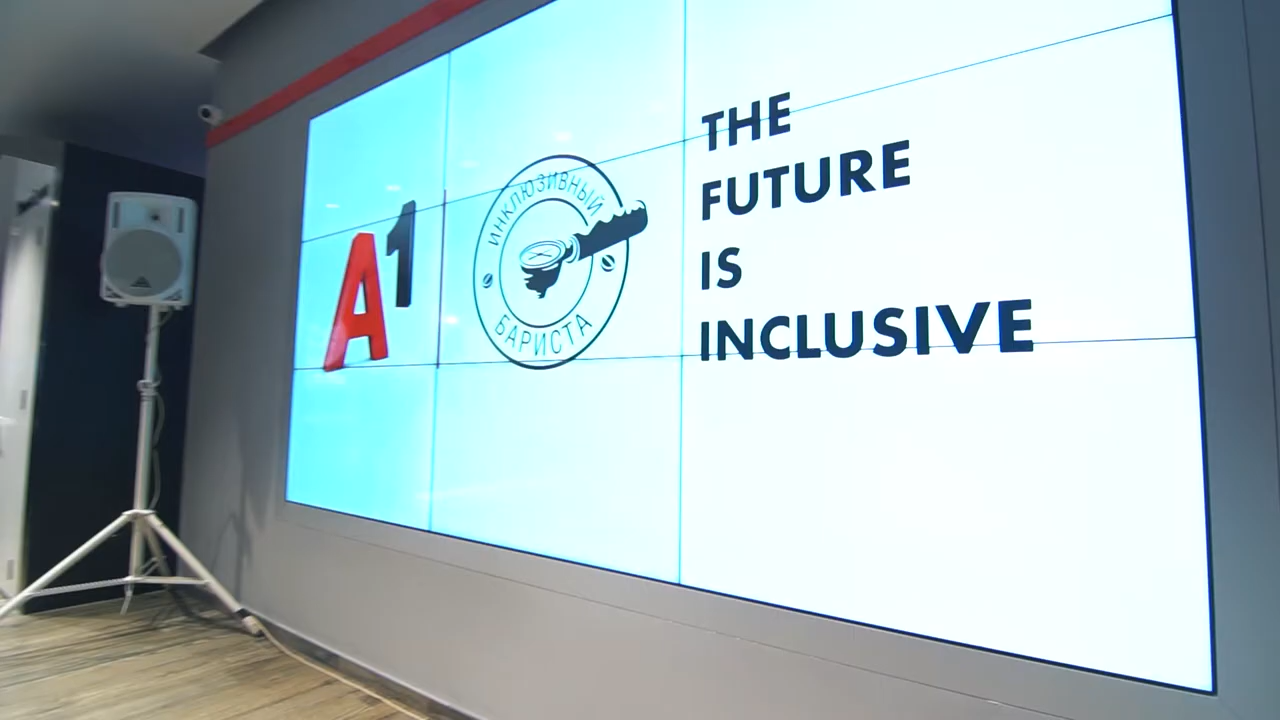 A1
ИНКЛЮЗИВНЫЙ
БАРИСТА
THE
FUTURE
IS
INCLUSIVE